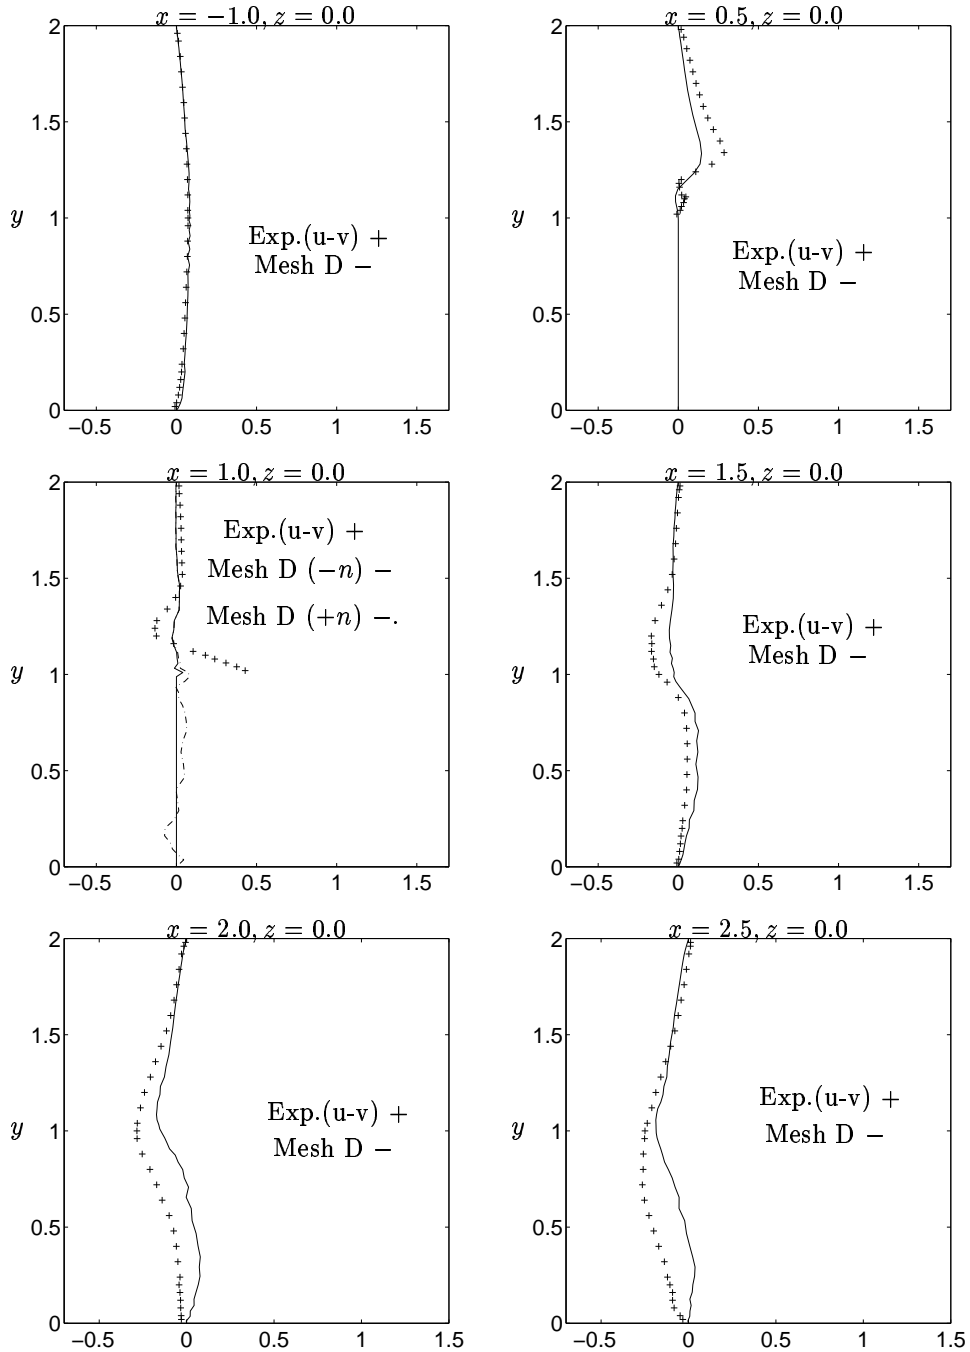 x = −1.0, z = 0.0
2
1.5
y
1
0.5
0
−0.5 0 0.5 1 1.5
Exp.(u-v) +
Mesh D −
x = 0.5, z = 0.0
2
1.5
y
1
0.5
0
−0.5 0 0.5 1 1.5
Exp.(u-v) +
Mesh D −
x = 1.0, z = 0.0
2
1.5
y
1
0.5
0
−0.5 0 0.5 1 1.5
Exp.(u-v) +
Mesh D (−n) −
Mesh D (+n) −.
x = 1.5, z = 0.0
2
1.5
y
1
0.5
0
−0.5 0 0.5 1 1.5
Exp.(u-v) +
Mesh D −
x = 2.0, z = 0.0
2
1.5
y
1
0.5
0
−0.5 0 0.5 1 1.5
Exp.(u-v) +
Mesh D −
x = 2.5, z = 0.0
2
1.5
y
1
0.5
0
−0.5 0 0.5 1 1.5
Exp.(u-v) +
Mesh D −